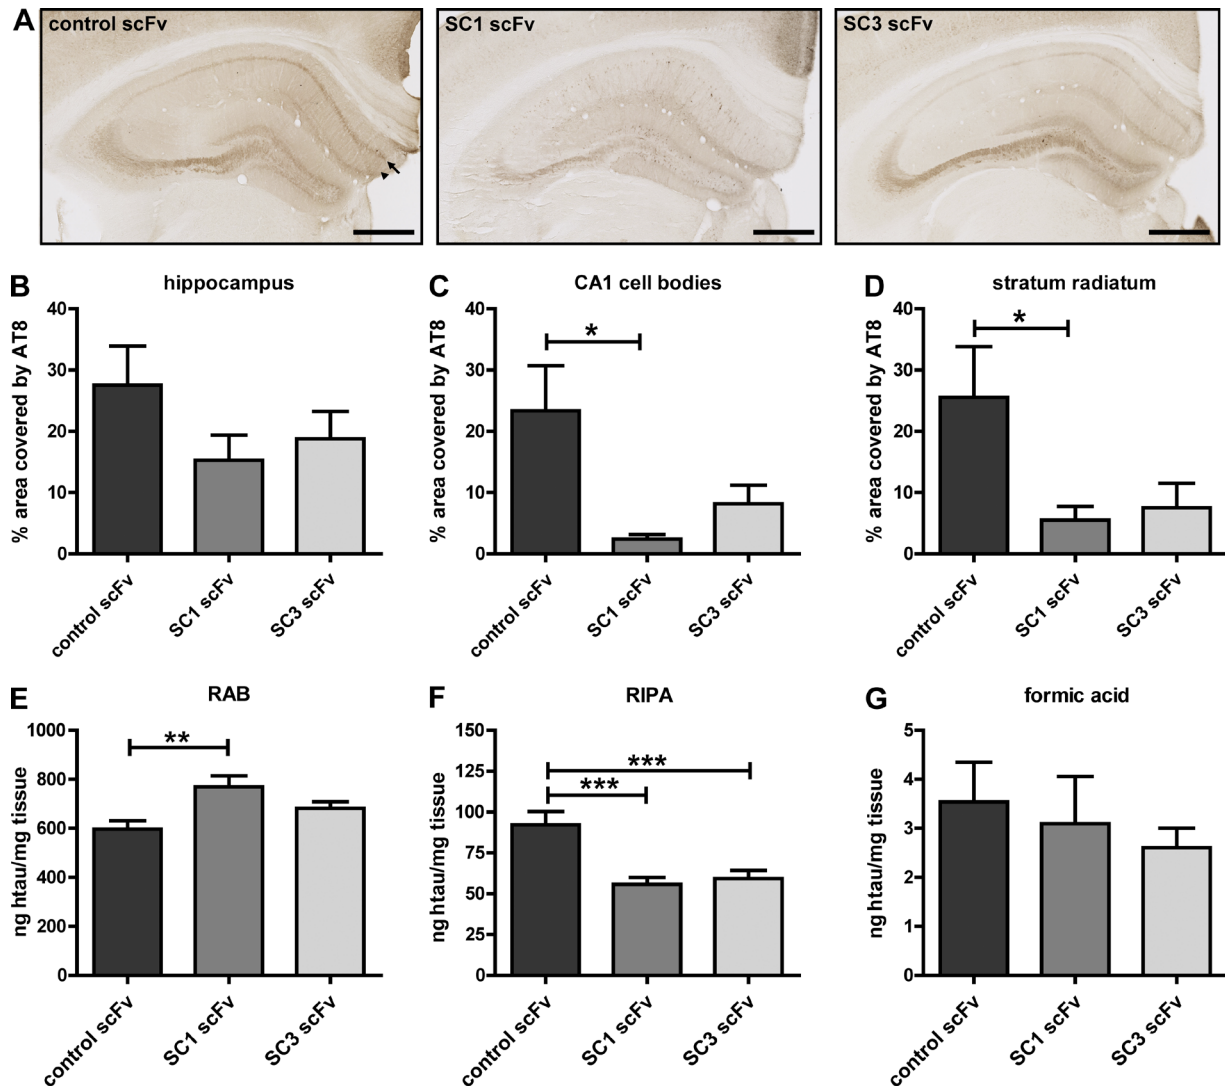 A
control scFv
SC1 scFv
SC3 scFv
B
hippocampus
% area covered by AT8
40
30
20
10
0
control scFv
SC1 scFv
SC3 scFv
C
CA1 cell bodies
% area covered by AT8
40
30
20
10
0
*
control scFv
SC1 scFv
SC3 scFv
D
stratum radiatum
% area covered by AT8
40
30
20
10
0
*
control scFv
SC1 scFv
SC3 scFv
E
RAB
ng htau/mg tissue
1000
800
600
400
200
0
**
control scFv
SC1 scFv
SC3 scFv
F
RIPA
ng htau/mg tissue
150
125
100
75
50
25
0
***
***
control scFv
SC1 scFv
SC3 scFv
G
formic acid
ng htau/mg tissue
5
4
3
2
1
0
control scFv
SC1 scFv
SC3 scFv